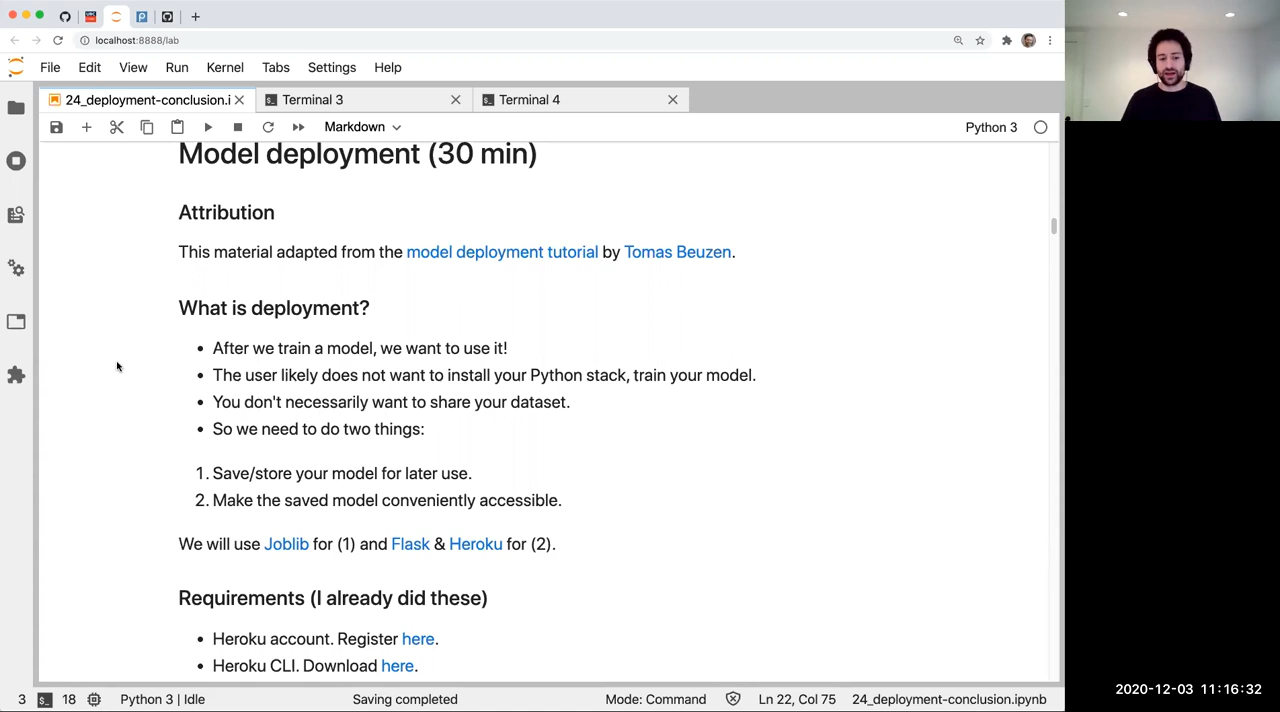 localhost:8888/lab
File Edit View Run Kernel Tabs Settings Help
24_deployment-conclusion.i Terminal 3 Terminal 4
Markdown Python 3
Model deployment (30 min)
Attribution
This material adapted from the model deployment tutorial by Tomas Beuzen.
What is deployment?
• After we train a model, we want to use it!
• The user likely does not want to install your Python stack, train your model.
• You don't necessarily want to share your dataset.
• So we need to do two things:
1. Save/store your model for later use.
2. Make the saved model conveniently accessible.
We will use Joblib for (1) and Flask & Heroku for (2).
Requirements (I already did these)
• Heroku account. Register here.
• Heroku CLI. Download here.
3 18 Python 3 | Idle Saving completed Mode: Command Ln 22, Col 75 24_deployment-conclusion.ipynb
2020-12-03 11:16:32